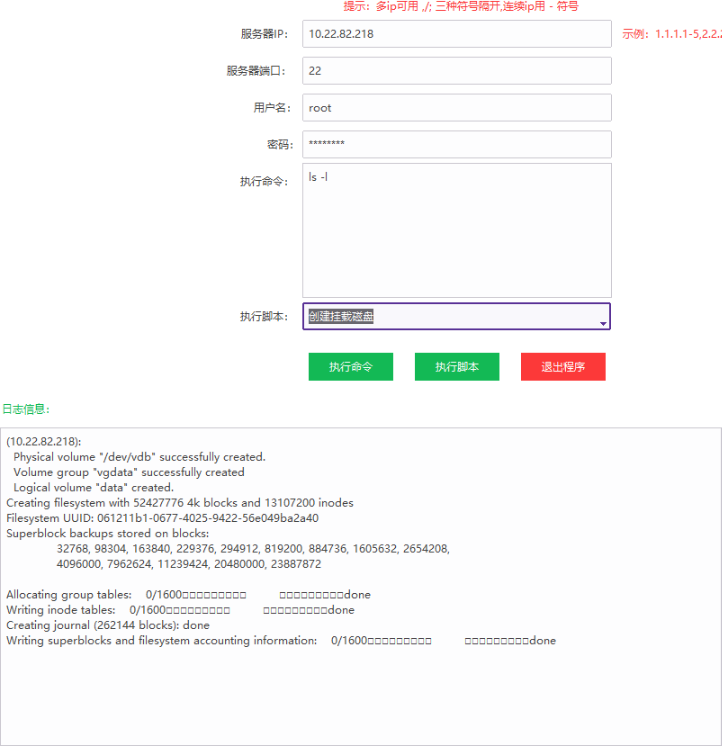 提示：多ip可用 ,/; 三种符号隔开,连续ip用 - 符号
服务器IP： 10.22.82.218 示例：1.1.1.1-5,2.2.2
服务器端口： 22
用户名： root
密码： ********
执行命令： ls -l
执行脚本： 创建挂载磁盘
执行命令 执行脚本 退出程序
日志信息：
(10.22.82.218):
Physical volume "/dev/vdb" successfully created.
Volume group "vgdata" successfully created
Logical volume "data" created.
Creating filesystem with 52427776 4k blocks and 13107200 inodes
Filesystem UUID: 061211b1-0677-4025-9422-56e049ba2a40
Superblock backups stored on blocks:
32768, 98304, 163840, 229376, 294912, 819200, 884736, 1605632, 2654208,
4096000, 7962624, 11239424, 20480000, 23887872
Allocating group tables: 0/1600□□□□□□□□□ □□□□□□□□□done
Writing inode tables: 0/1600□□□□□□□□□ □□□□□□□□□done
Creating journal (262144 blocks): done
Writing superblocks and filesystem accounting information: 0/1600□□□□□□□□□ □□□□□□□□□done